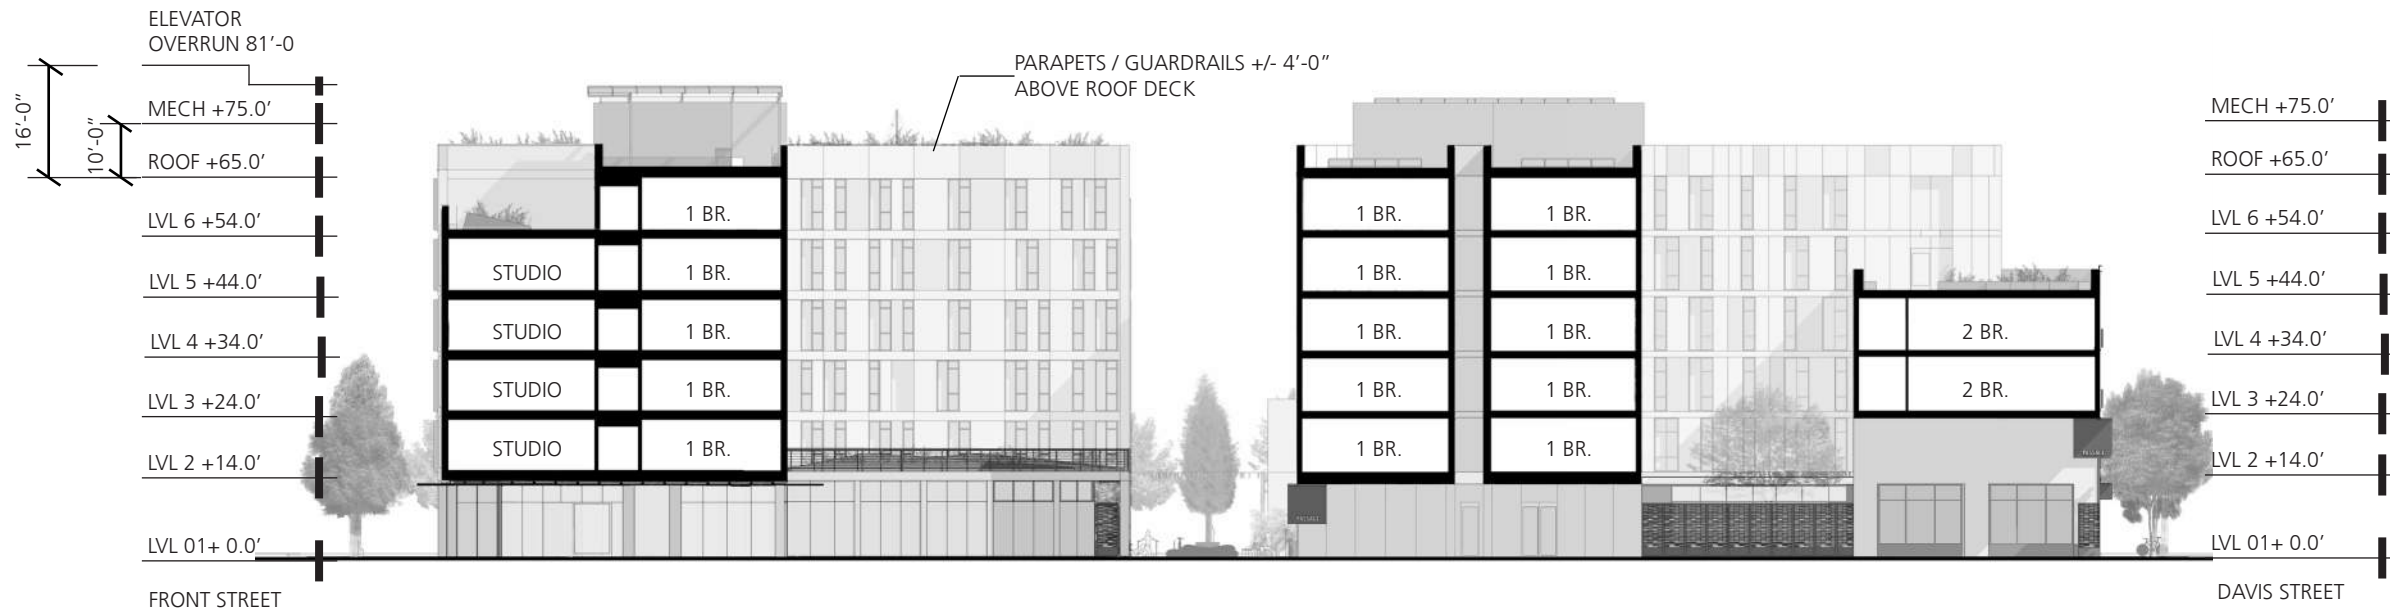 ELEVATOR
OVERRUN 81'-0
16'-0”
10'-0”
MECH +75.0'
ROOF +65.0'
LVL 6 +54.0'
LVL 5 +44.0'
LVL 4 +34.0'
LVL 3 +24.0'
LVL 2 +14.0'
LVL 01+ 0.0'
FRONT STREET
PARAPETS / GUARDRAILS +/- 4'-0”
ABOVE ROOF DECK
1 BR.
STUDIO 1 BR.
STUDIO 1 BR.
STUDIO 1 BR.
STUDIO 1 BR.
1 BR. 1 BR.
1 BR. 1 BR.
1 BR. 1 BR.
1 BR. 1 BR.
1 BR. 1 BR.
2 BR.
2 BR.
MECH +75.0'
ROOF +65.0'
LVL 6 +54.0'
LVL 5 +44.0'
LVL 4 +34.0'
LVL 3 +24.0'
LVL 2 +14.0'
LVL 01+ 0.0'
DAVIS STREET